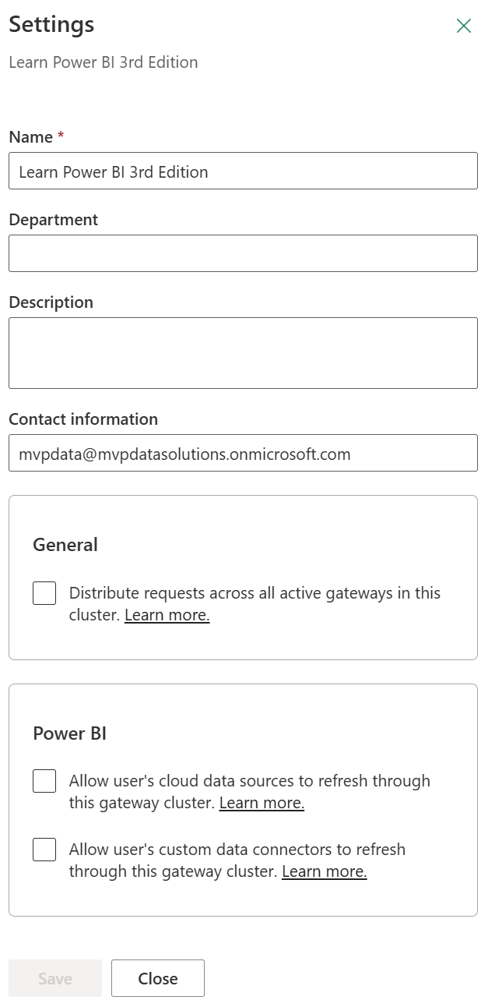 Settings
Learn Power BI 3rd Edition
Name *
Learn Power BI 3rd Edition
Department
Description
Contact information
mvpdata@mvpdatasolutions.onmicrosoft.com
General
Distribute requests across all active gateways in this
cluster. Learn more.
Power BI
Allow user's cloud data sources to refresh through
this gateway cluster. Learn more.
Allow user's custom data connectors to refresh
through this gateway cluster. Learn more.
Save Close